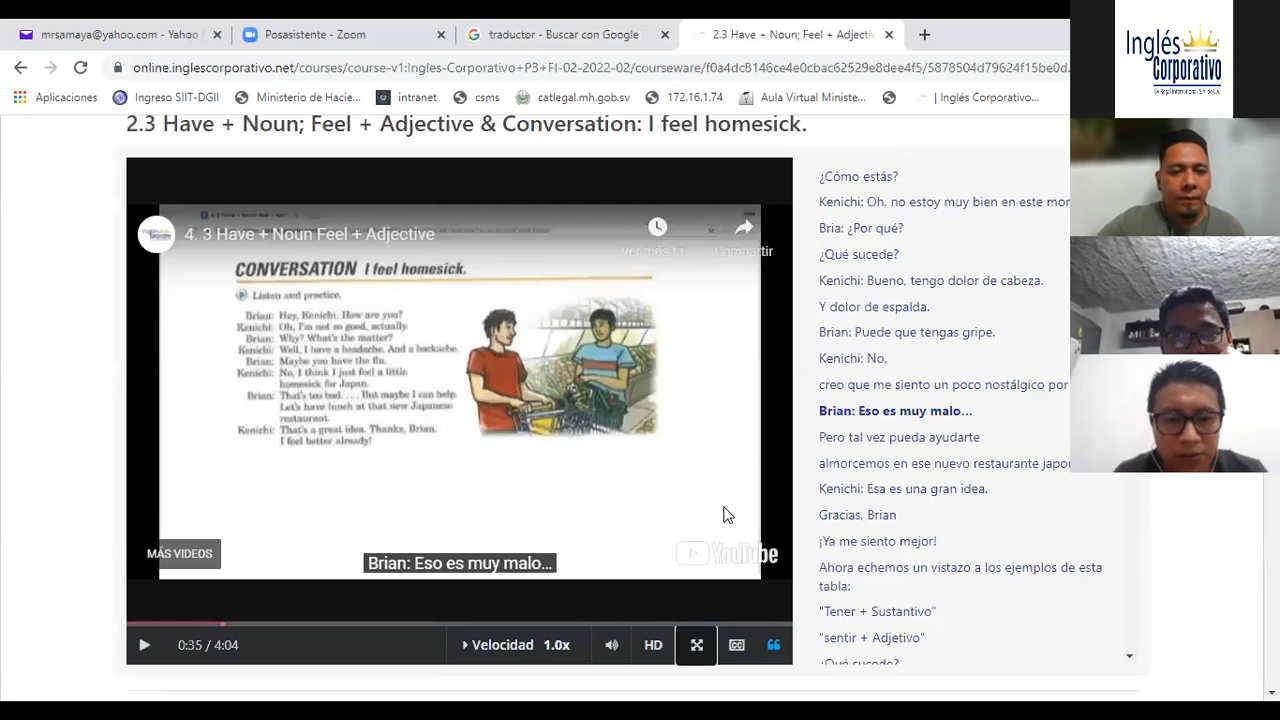 mrsamaya@yahoo.com - Yahoo
Posasistente - Zoom
traductor - Buscar con Google
2.3 Have + Noun; Feel + Adjecti
online.inglescorporativo.net/courses/course-v1:Ingles-Corporativo+P3+FI-02-2022-02/courseware/f0a4dc8146ce4e0cbac62529e8dee4f5/5878504d79624f15be0d
Aplicaciones
Ingreso SIIT-DGII
Ministerio de Hacie...
intranet
correo
catlegal.mh.gob.sv
172.16.1.74
Aula Virtual Ministe...
| Inglés Corporativo...
Inglés
Corporativo
2.3 Have + Noun; Feel + Adjective & Conversation: I feel homesick.
4. 3 Have + Noun Feel + Adjective
Ver más ta
Compartir
CONVERSATION I feel homesick.
Listen and practice.
Brian: Hey, Kenichi. How are you?
Kenichi: Oh, I'm not so good, actually.
Brian: Why? What's the matter?
Kenichi: Well, I have a headache. And a backache.
Brian: Maybe you have the flu.
Kenichi: No, I think I just feel a little
homesick for Japan.
Brian: That's too bad. . . . But maybe I can help.
Let's have lunch at that new Japanese
restaurant.
Kenichi: That's a great idea. Thanks, Brian.
I feel better already!
MÁS VIDEOS
YouTube
Brian: Eso es muy malo...
0:35 / 4:04
Velocidad 1.0x
HD
CC
¿Cómo estás?
Kenichi: Oh, no estoy muy bien en este mor
Bria: ¿Por qué?
¿Qué sucede?
Kenichi: Bueno, tengo dolor de cabeza.
Y dolor de espalda.
Brian: Puede que tengas gripe.
Kenichi: No,
creo que me siento un poco nostálgico por
Brian: Eso es muy malo...
Pero tal vez pueda ayudarte
almorcemos en ese nuevo restaurante japor
Kenichi: Esa es una gran idea.
Gracias, Brian
¡Ya me siento mejor!
Ahora echemos un vistazo a los ejemplos de esta
tabla:
"Tener + Sustantivo"
"sentir + Adjetivo"
¿Qué sucede?